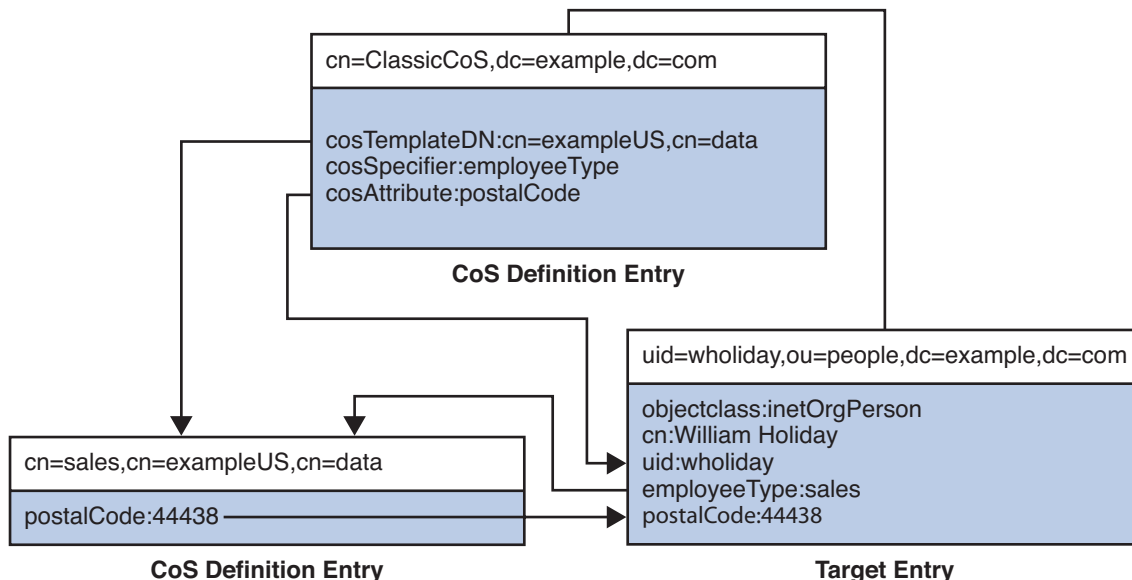 cn=ClassicCoS,dc=example,dc=com
cosTemplateDN:cn=exampleUS,cn=data
cosSpecifier:employeeType
cosAttribute:postalCode
CoS Definition Entry
uid=wholiday,ou=people,dc=example,dc=com
objectclass:inetOrgPerson
cn:William Holiday
uid:wholiday
employeeType:sales
postalCode:44438
Target Entry
cn=sales,cn=exampleUS,cn=data
postalCode:44438
CoS Definition Entry